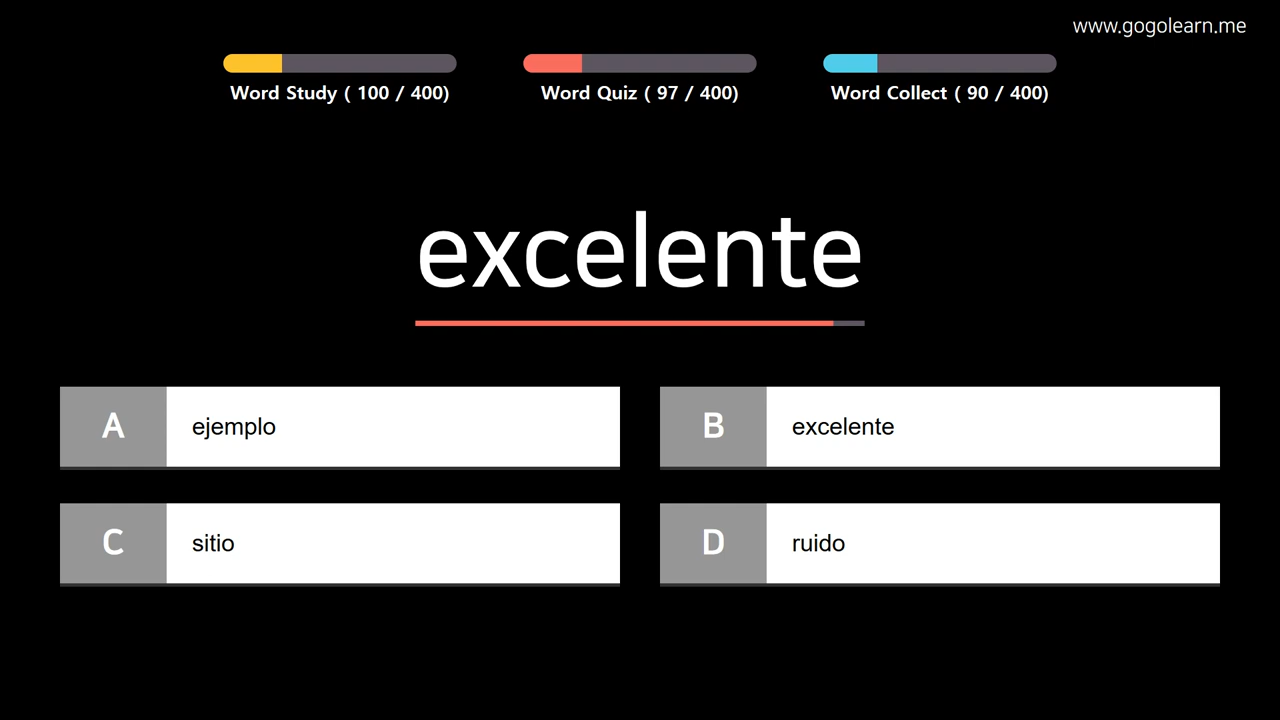 www.gogolearn.me
Word Study ( 100 / 400)
Word Quiz ( 97 / 400)
Word Collect ( 90 / 400)
excelente
A ejemplo
B excelente
C sitio
D ruido